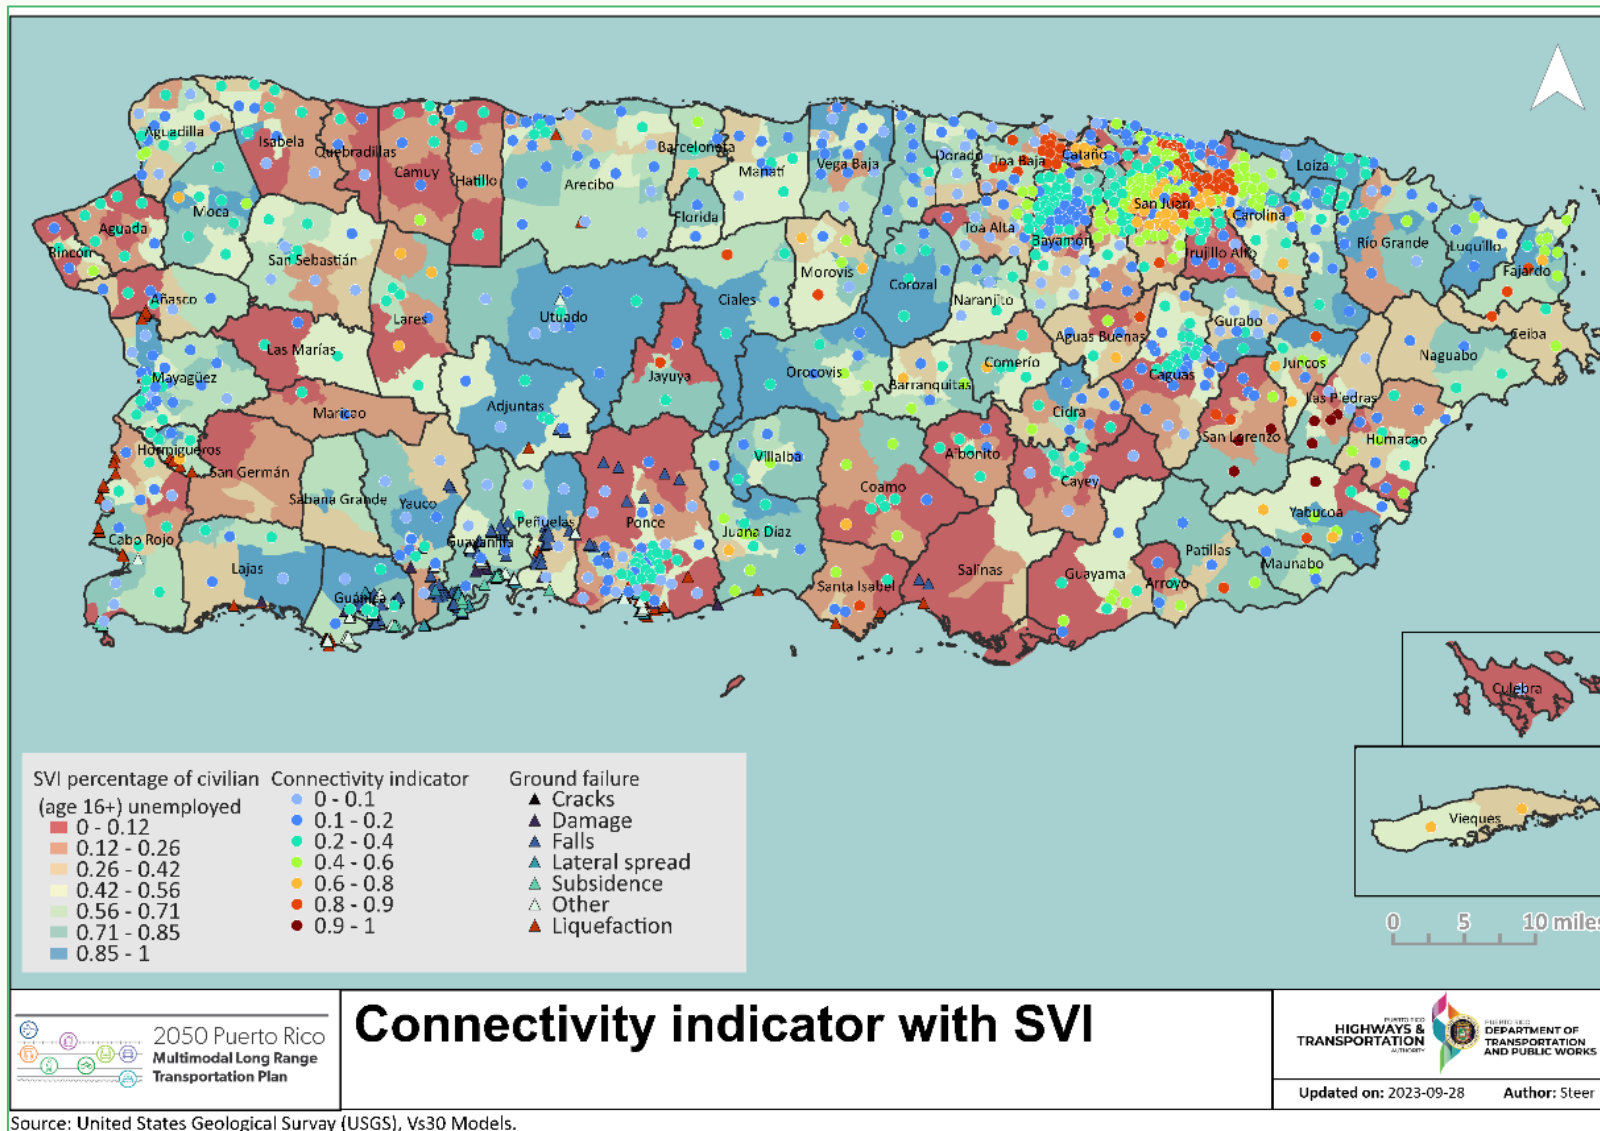 Aguadilla
Isabela
Quebradillas
Camuy
Hatillo
Arecibo
Barceloneta
Manatí
Vega Baja
Dorado
Toa Baja
Cataño
Loíza
Moca
Aguada
Rincón
San Sebastián
Florida
San Juan
Carolina
Toa Alta
Bayamón
Trujillo Alto
Río Grande
Luquillo
Fajardo
Añasco
Lares
Utuado
Ciales
Morovis
Corozal
Naranjito
Gurabo
Ceiba
Las Marías
Mayagüez
Jayuya
Orocovis
Barranquitas
Comerío
Aguas Buenas
Caguas
Juncos
Naguabo
Las Piedras
Maricao
Adjuntas
Cidra
San Lorenzo
Humacao
Hormigueros
San Germán
Sabana Grande
Yauco
Villalba
Coamo
Aibonito
Cayey
Cabo Rojo
Lajas
Guánica
Guayanilla
Peñuelas
Ponce
Juana Díaz
Santa Isabel
Salinas
Guayama
Arroyo
Patillas
Yabucoa
Maunabo
Culebra
Vieques
SVI percentage of civilian
(age 16+) unemployed
0 - 0.12
0.12 - 0.26
0.26 - 0.42
0.42 - 0.56
0.56 - 0.71
0.71 - 0.85
0.85 - 1
Connectivity indicator
0 - 0.1
0.1 - 0.2
0.2 - 0.4
0.4 - 0.6
0.6 - 0.8
0.8 - 0.9
0.9 - 1
Ground failure
Cracks
Damage
Falls
Lateral spread
Subsidence
Other
Liquefaction
0 5 10 miles
2050 Puerto Rico
Multimodal Long Range
Transportation Plan
Connectivity indicator with SVI
PUERTO RICO
HIGHWAYS &
TRANSPORTATION
AUTHORITY
PUERTO RICO
DEPARTMENT OF
TRANSPORTATION
AND PUBLIC WORKS
Updated on: 2023-09-28 Author: Steer
Source: United States Geological Survey (USGS), Vs30 Models.